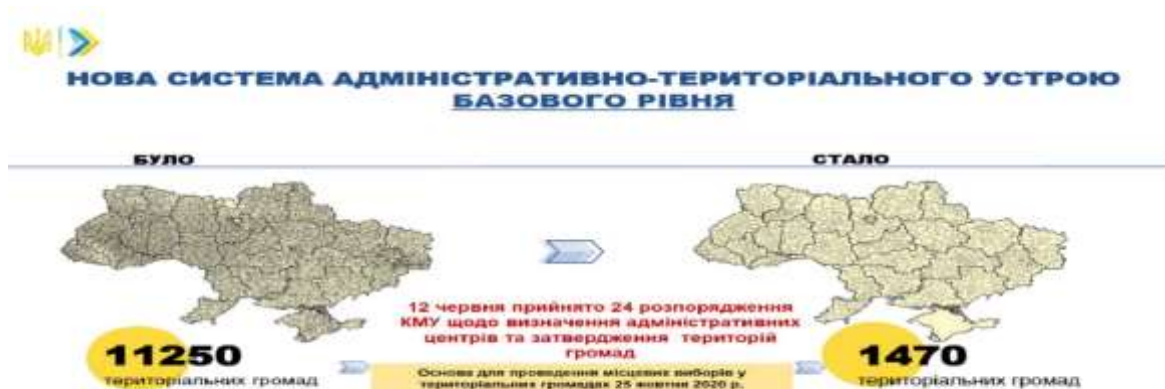 НОВА СИСТЕМА АДМІНІСТРАТИВНО-ТЕРИТОРІАЛЬНОГО УСТРОЮ
БАЗОВОГО РІВНЯ
БУЛО
СТАЛО
12 червня прийнято 24 розпорядження
КМУ щодо визначення адміністративних
центрів та затвердження територій
громад
11250
територіальних громад
Основа для проведення місцевих виборів у
територіальних громадах 25 жовтня 2020 р.
1470
територіальних громад